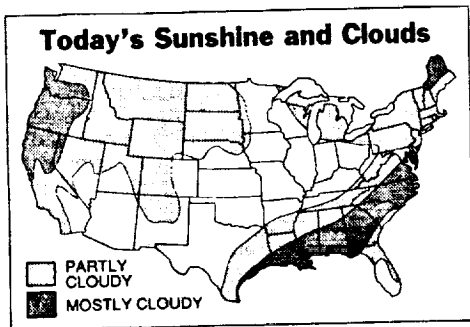 Today's Sunshine and Clouds
PARTLY
CLOUDY
MOSTLY CLOUDY